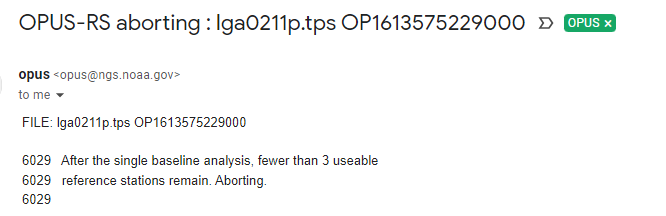 OPUS-RS aborting : lga0211p.tps OP1613575229000 OPUS ×
opus <opus@ngs.noaa.gov>
to me
FILE: lga0211p.tps OP1613575229000
6029 After the single baseline analysis, fewer than 3 useable
6029 reference stations remain. Aborting.
6029